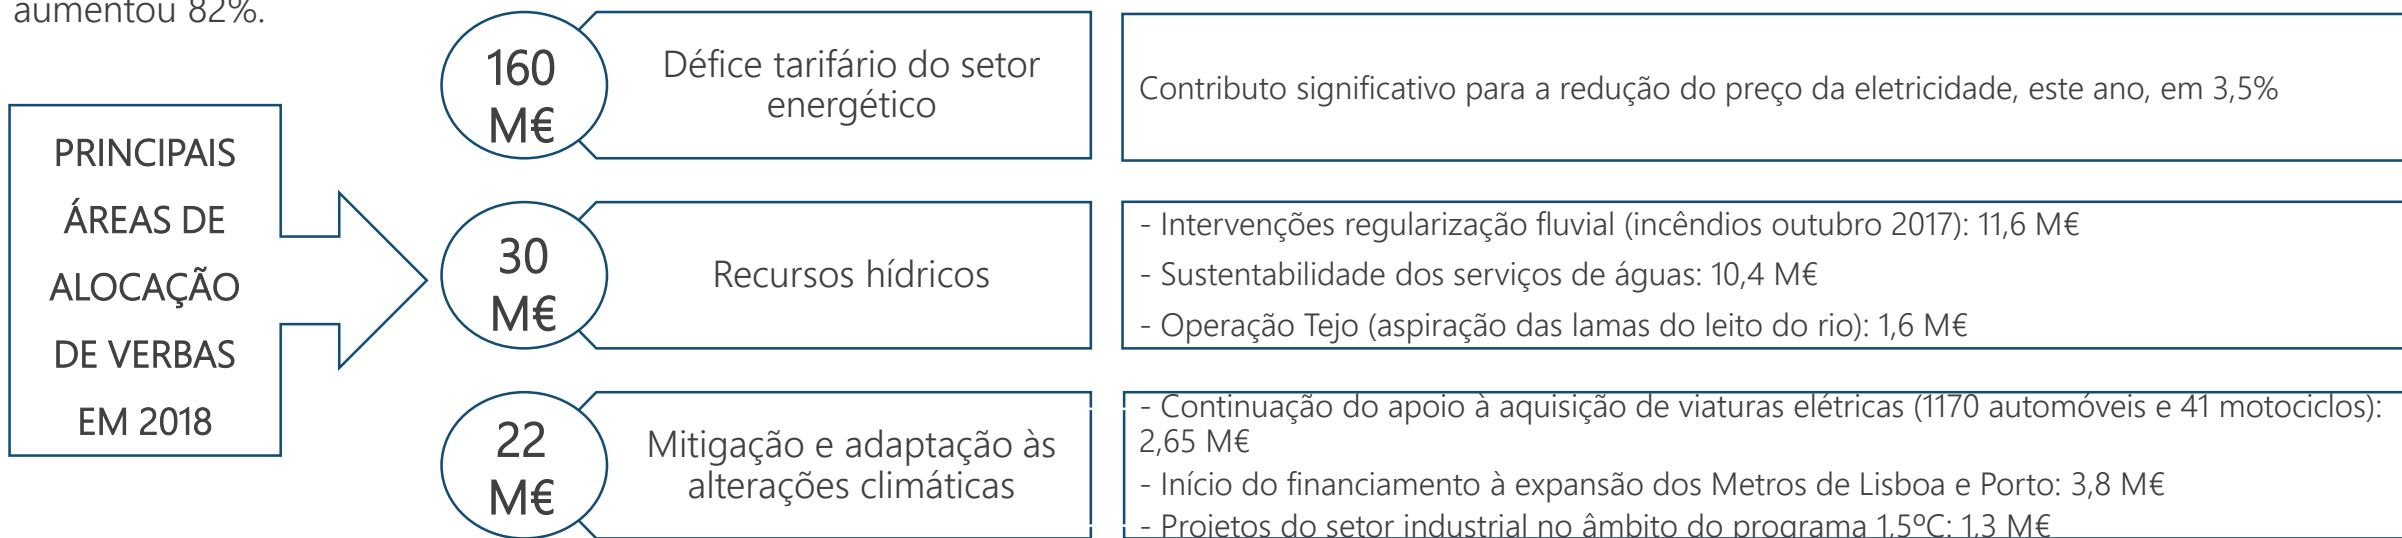 aumentou 82%.
PRINCIPAIS
ÁREAS DE
ALOCAÇÃO
DE VERBAS
EM 2018
160
M€
Défice tarifário do setor
energético
Contributo significativo para a redução do preço da eletricidade, este ano, em 3,5%
30
M€
Recursos hídricos
- Intervenções regularização fluvial (incêndios outubro 2017): 11,6 M€
- Sustentabilidade dos serviços de águas: 10,4 M€
- Operação Tejo (aspiração das lamas do leito do rio): 1,6 M€
22
M€
Mitigação e adaptação às
alterações climáticas
- Continuação do apoio à aquisição de viaturas elétricas (1170 automóveis e 41 motociclos):
2,65 M€
- Início do financiamento à expansão dos Metros de Lisboa e Porto: 3,8 M€
- Projetos do setor industrial no âmbito do programa 1,5ºC: 1,3 M€